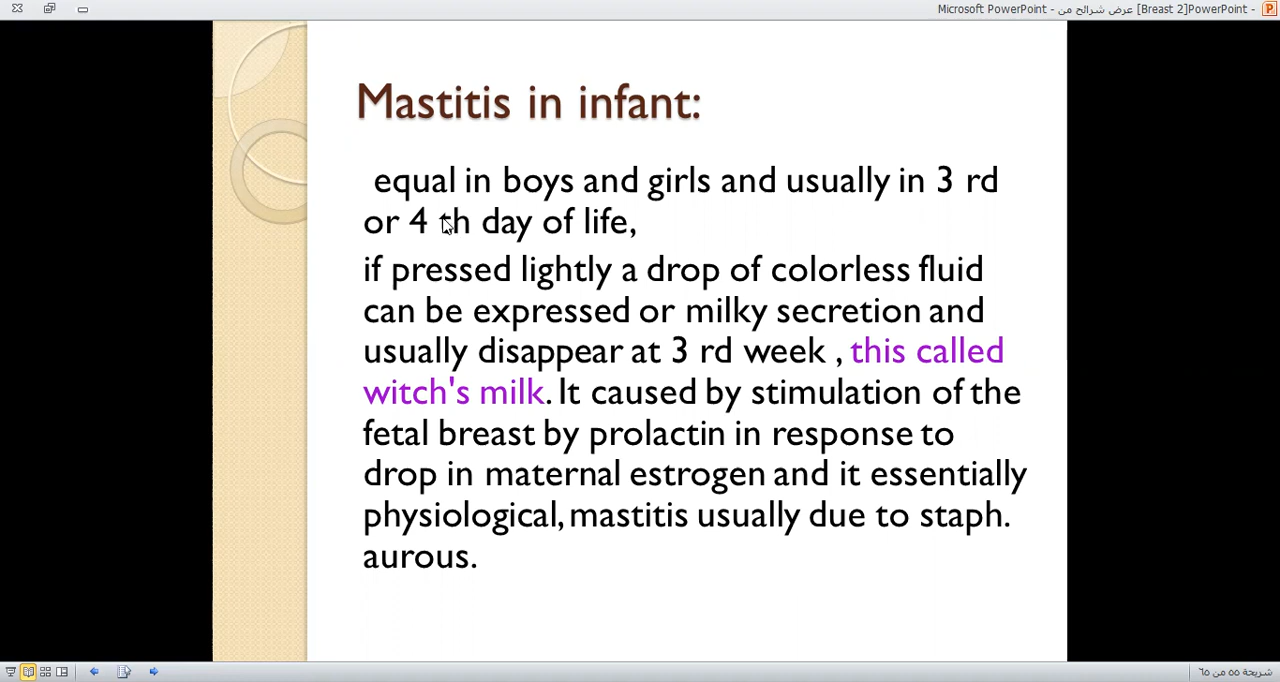 Microsoft PowerPoint - عرض شرائح من [Breast 2]PowerPoint -
Mastitis in infant:
equal in boys and girls and usually in 3 rd
or 4 th day of life,
if pressed lightly a drop of colorless fluid
can be expressed or milky secretion and
usually disappear at 3 rd week , this called
witch's milk. It caused by stimulation of the
fetal breast by prolactin in response to
drop in maternal estrogen and it essentially
physiological, mastitis usually due to staph.
aurous.
شريحة ٥٥ من ٦٥